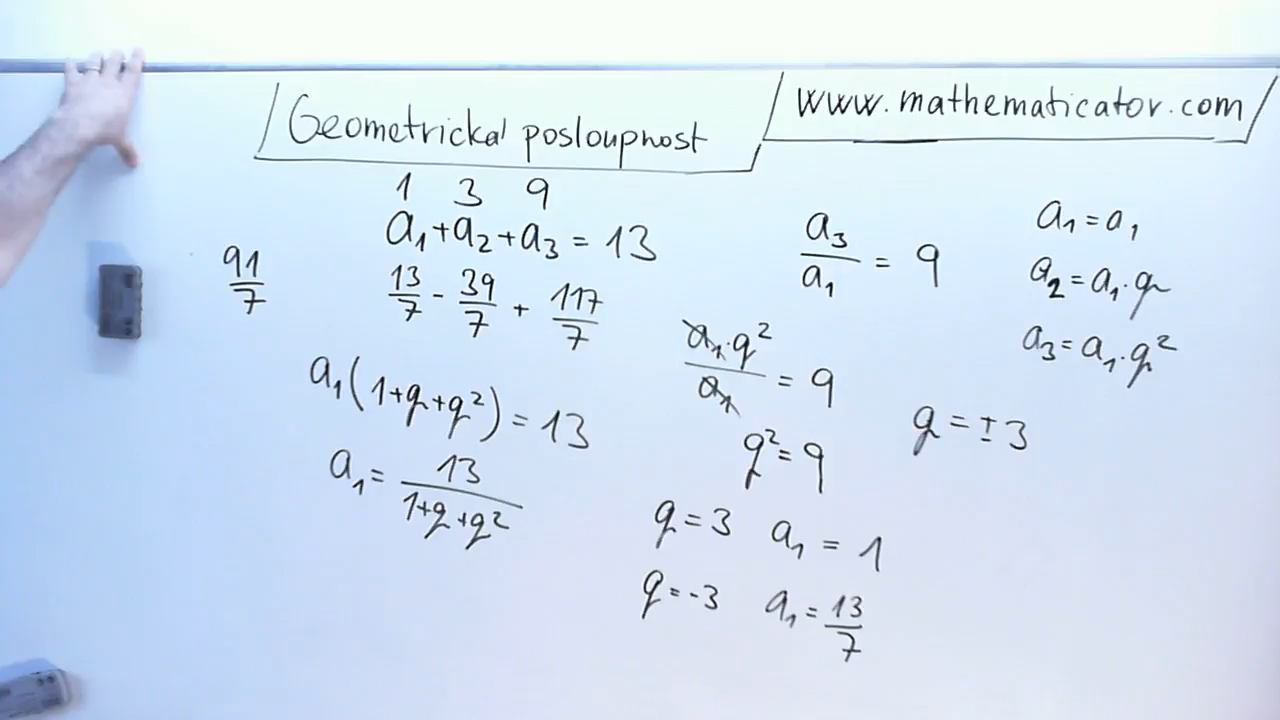 Geometrická posloupnost
www.mathematicator.com
1 3 9
a₁+a₂+a₃ = 13
91/7
13/7 - 39/7 + 117/7
a₁(1+q+q²) = 13
a₁ = 13/(1+q+q²)
a₃/a₁ = 9
a₁·q²/a₁ = 9
q² = 9
q = ±3
q = 3 a₁ = 1
q = -3 a₁ = 13/7
a₁ = a₁
a₂ = a₁·q
a₃ = a₁·q²